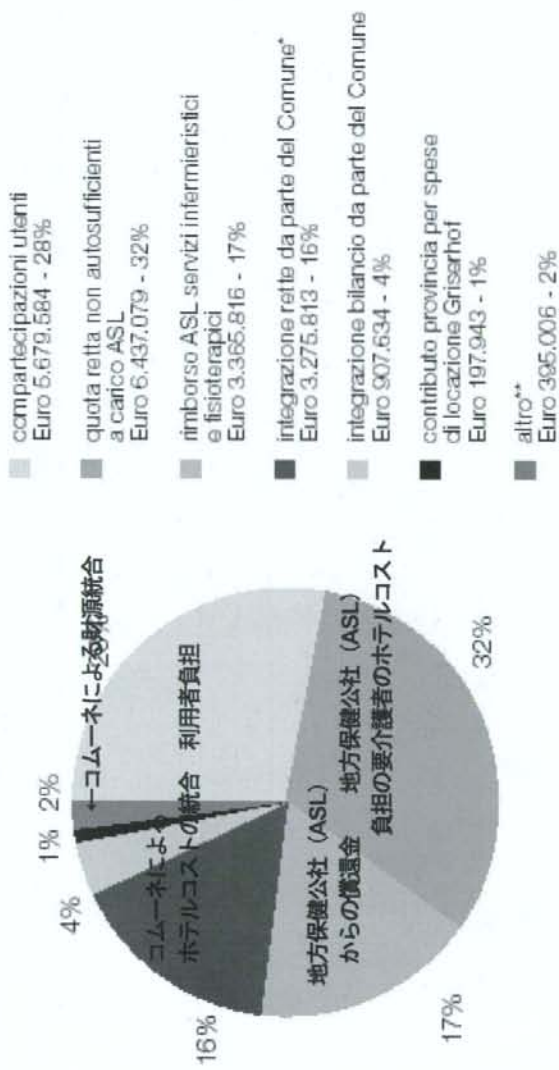 compartecipazioni utenti
Euro 5.679.584 - 28%
quota retta non autosufficienti
a carico ASL
Euro 6.437.079 - 32%
rimborso ASL servizi infermieristici
e fisioterapici
Euro 3.365.816 - 17%
integrazione rette da parte del Comune*
Euro 3.275.813 - 16%
integrazione bilancio da parte del Comune
Euro 907.634 - 4%
contributo provincia per spese
di locazione Griserhof
Euro 197.943 - 1%
altro**
Euro 395.006 - 2%
←コムーネによる財源統合
1% 2%
4%
コムーネによる
ホテルコストの統合
利用者負担
16%
地方保健公社（ASL）
からの償還金
地方保健公社（ASL）
負担の要介護者のホテルコスト
17%
32%